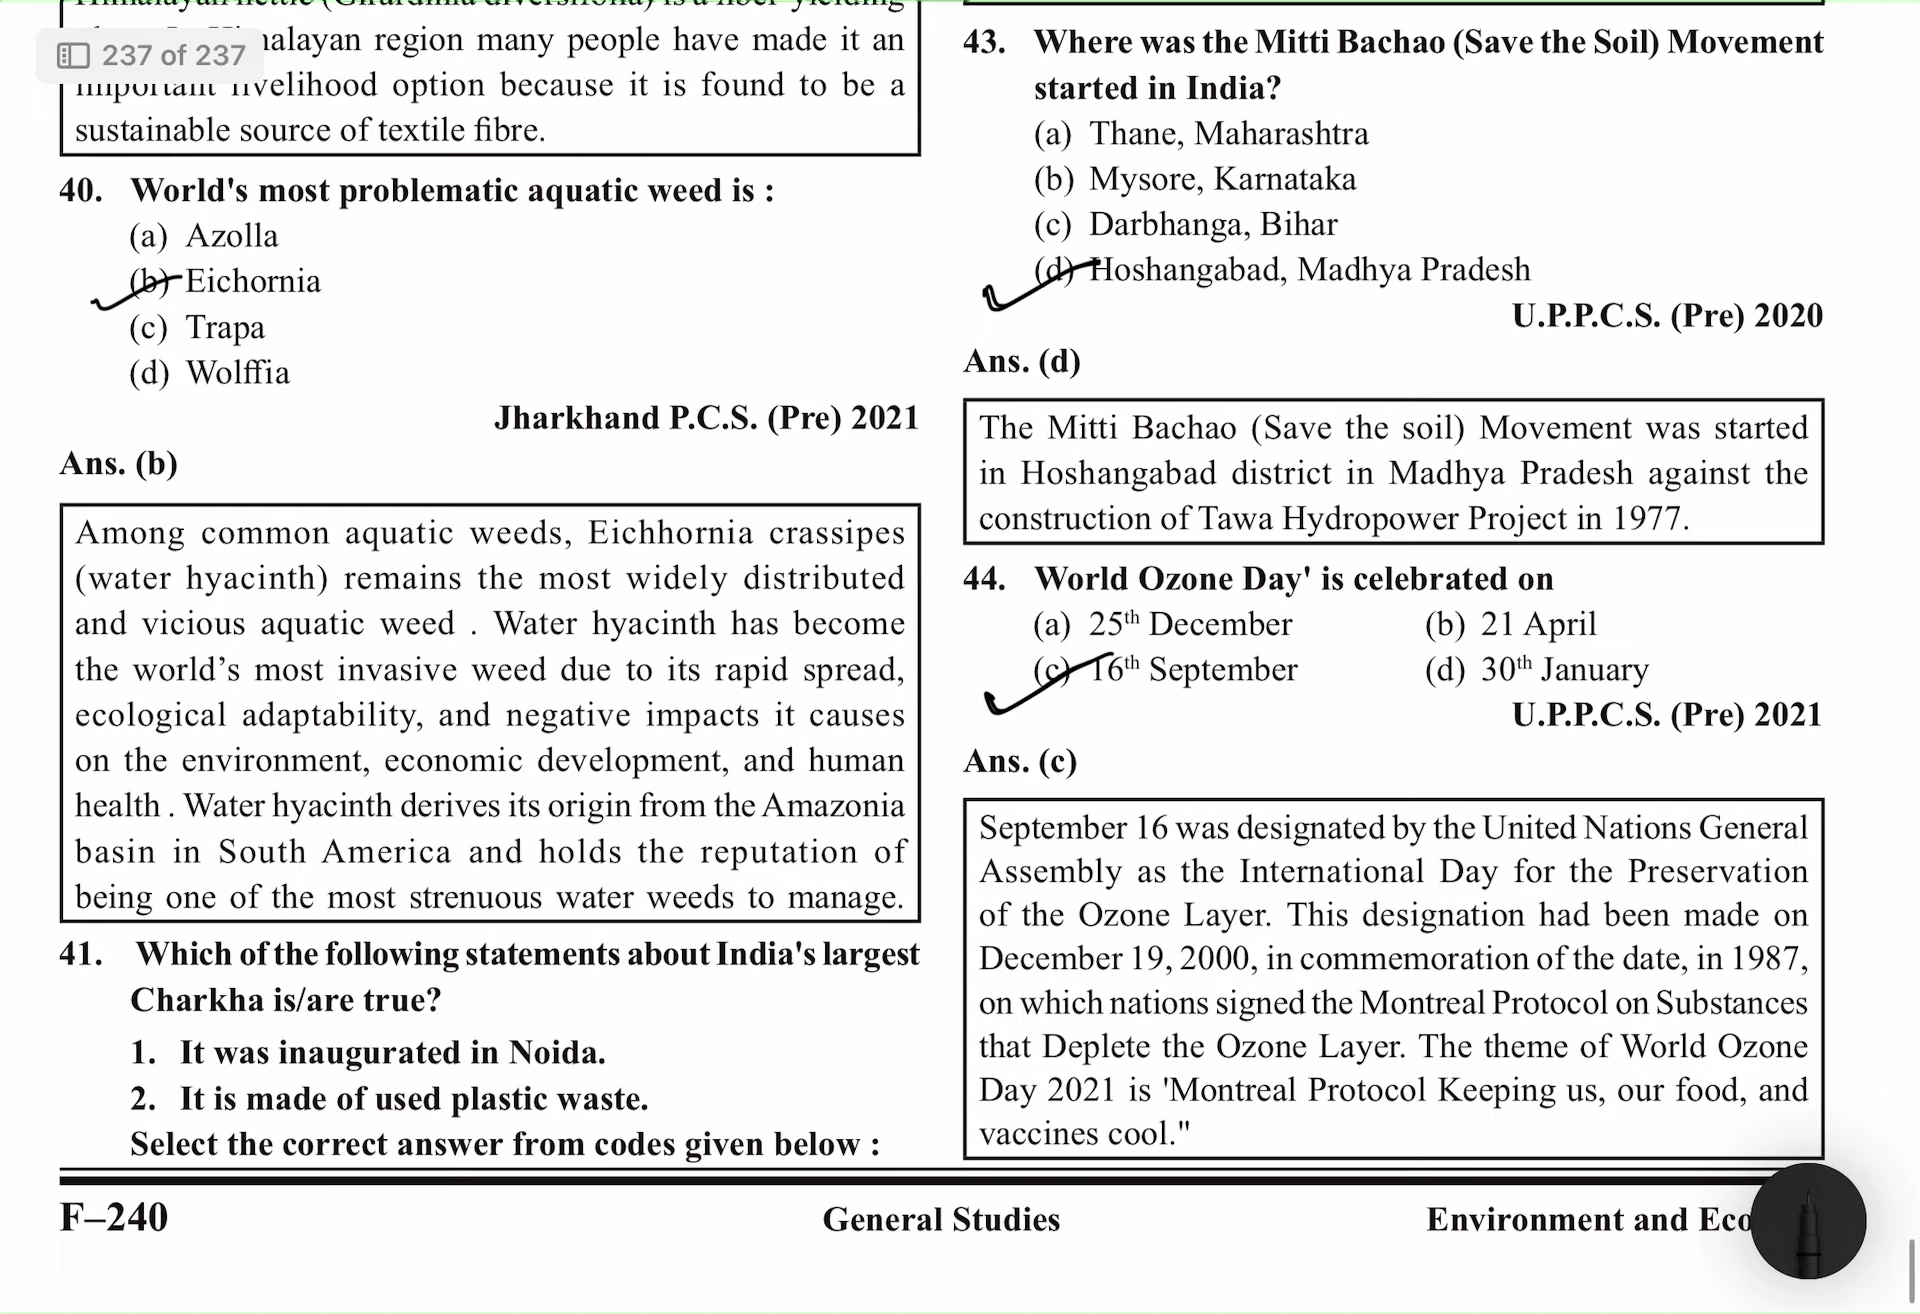 237 of 237
Himalayan nettle (Girardinia diversifolia) is a fiber yielding
Himalayan region many people have made it an
important livelihood option because it is found to be a
sustainable source of textile fibre.
40. World's most problematic aquatic weed is :
(a) Azolla
(b) Eichornia
(c) Trapa
(d) Wolffia
Jharkhand P.C.S. (Pre) 2021
Ans. (b)
Among common aquatic weeds, Eichhornia crassipes
(water hyacinth) remains the most widely distributed
and vicious aquatic weed . Water hyacinth has become
the world’s most invasive weed due to its rapid spread,
ecological adaptability, and negative impacts it causes
on the environment, economic development, and human
health . Water hyacinth derives its origin from the Amazonia
basin in South America and holds the reputation of
being one of the most strenuous water weeds to manage.
41. Which of the following statements about India's largest
Charkha is/are true?
1. It was inaugurated in Noida.
2. It is made of used plastic waste.
Select the correct answer from codes given below :
43. Where was the Mitti Bachao (Save the Soil) Movement
started in India?
(a) Thane, Maharashtra
(b) Mysore, Karnataka
(c) Darbhanga, Bihar
(d) Hoshangabad, Madhya Pradesh
U.P.P.C.S. (Pre) 2020
Ans. (d)
The Mitti Bachao (Save the soil) Movement was started
in Hoshangabad district in Madhya Pradesh against the
construction of Tawa Hydropower Project in 1977.
44. World Ozone Day' is celebrated on
(a) 25th December (b) 21 April
(c) 16th September (d) 30th January
U.P.P.C.S. (Pre) 2021
Ans. (c)
September 16 was designated by the United Nations General
Assembly as the International Day for the Preservation
of the Ozone Layer. This designation had been made on
December 19, 2000, in commemoration of the date, in 1987,
on which nations signed the Montreal Protocol on Substances
that Deplete the Ozone Layer. The theme of World Ozone
Day 2021 is 'Montreal Protocol Keeping us, our food, and
vaccines cool."
F–240 General Studies Environment and Eco